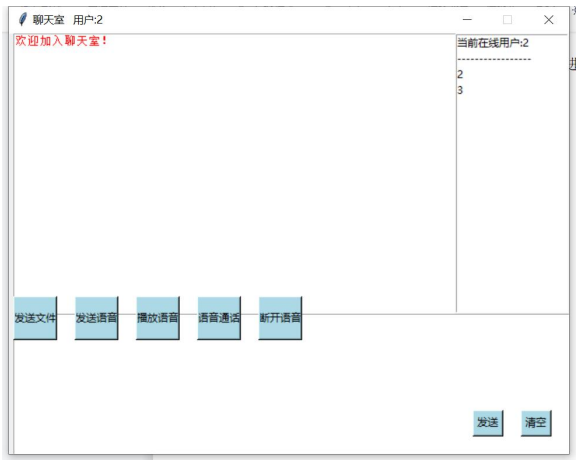 聊天室 用户:2
欢迎加入聊天室!
当前在线用户:2
-----------------
2
3
发送文件 发送语音 播放语音 语音通话 断开语音
发送 清空